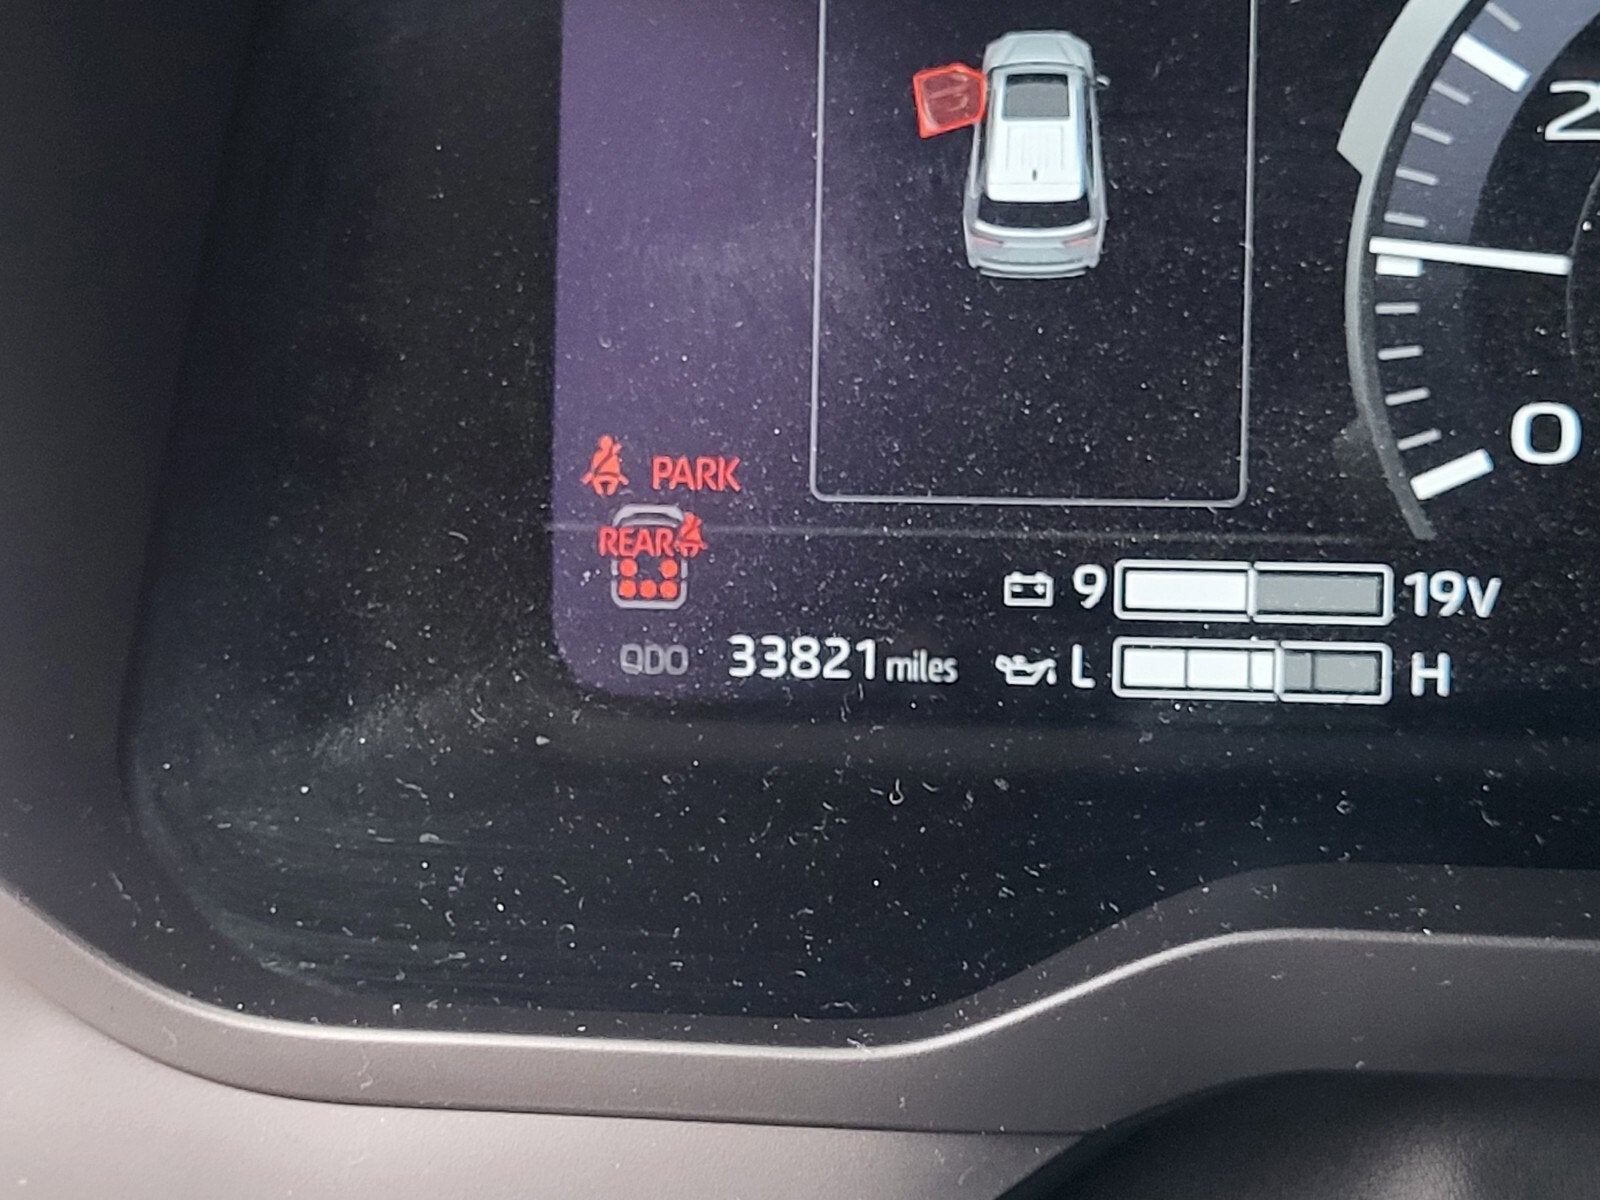 2
0
PARK
REAR
ODO 33821 miles
9 19V
L H